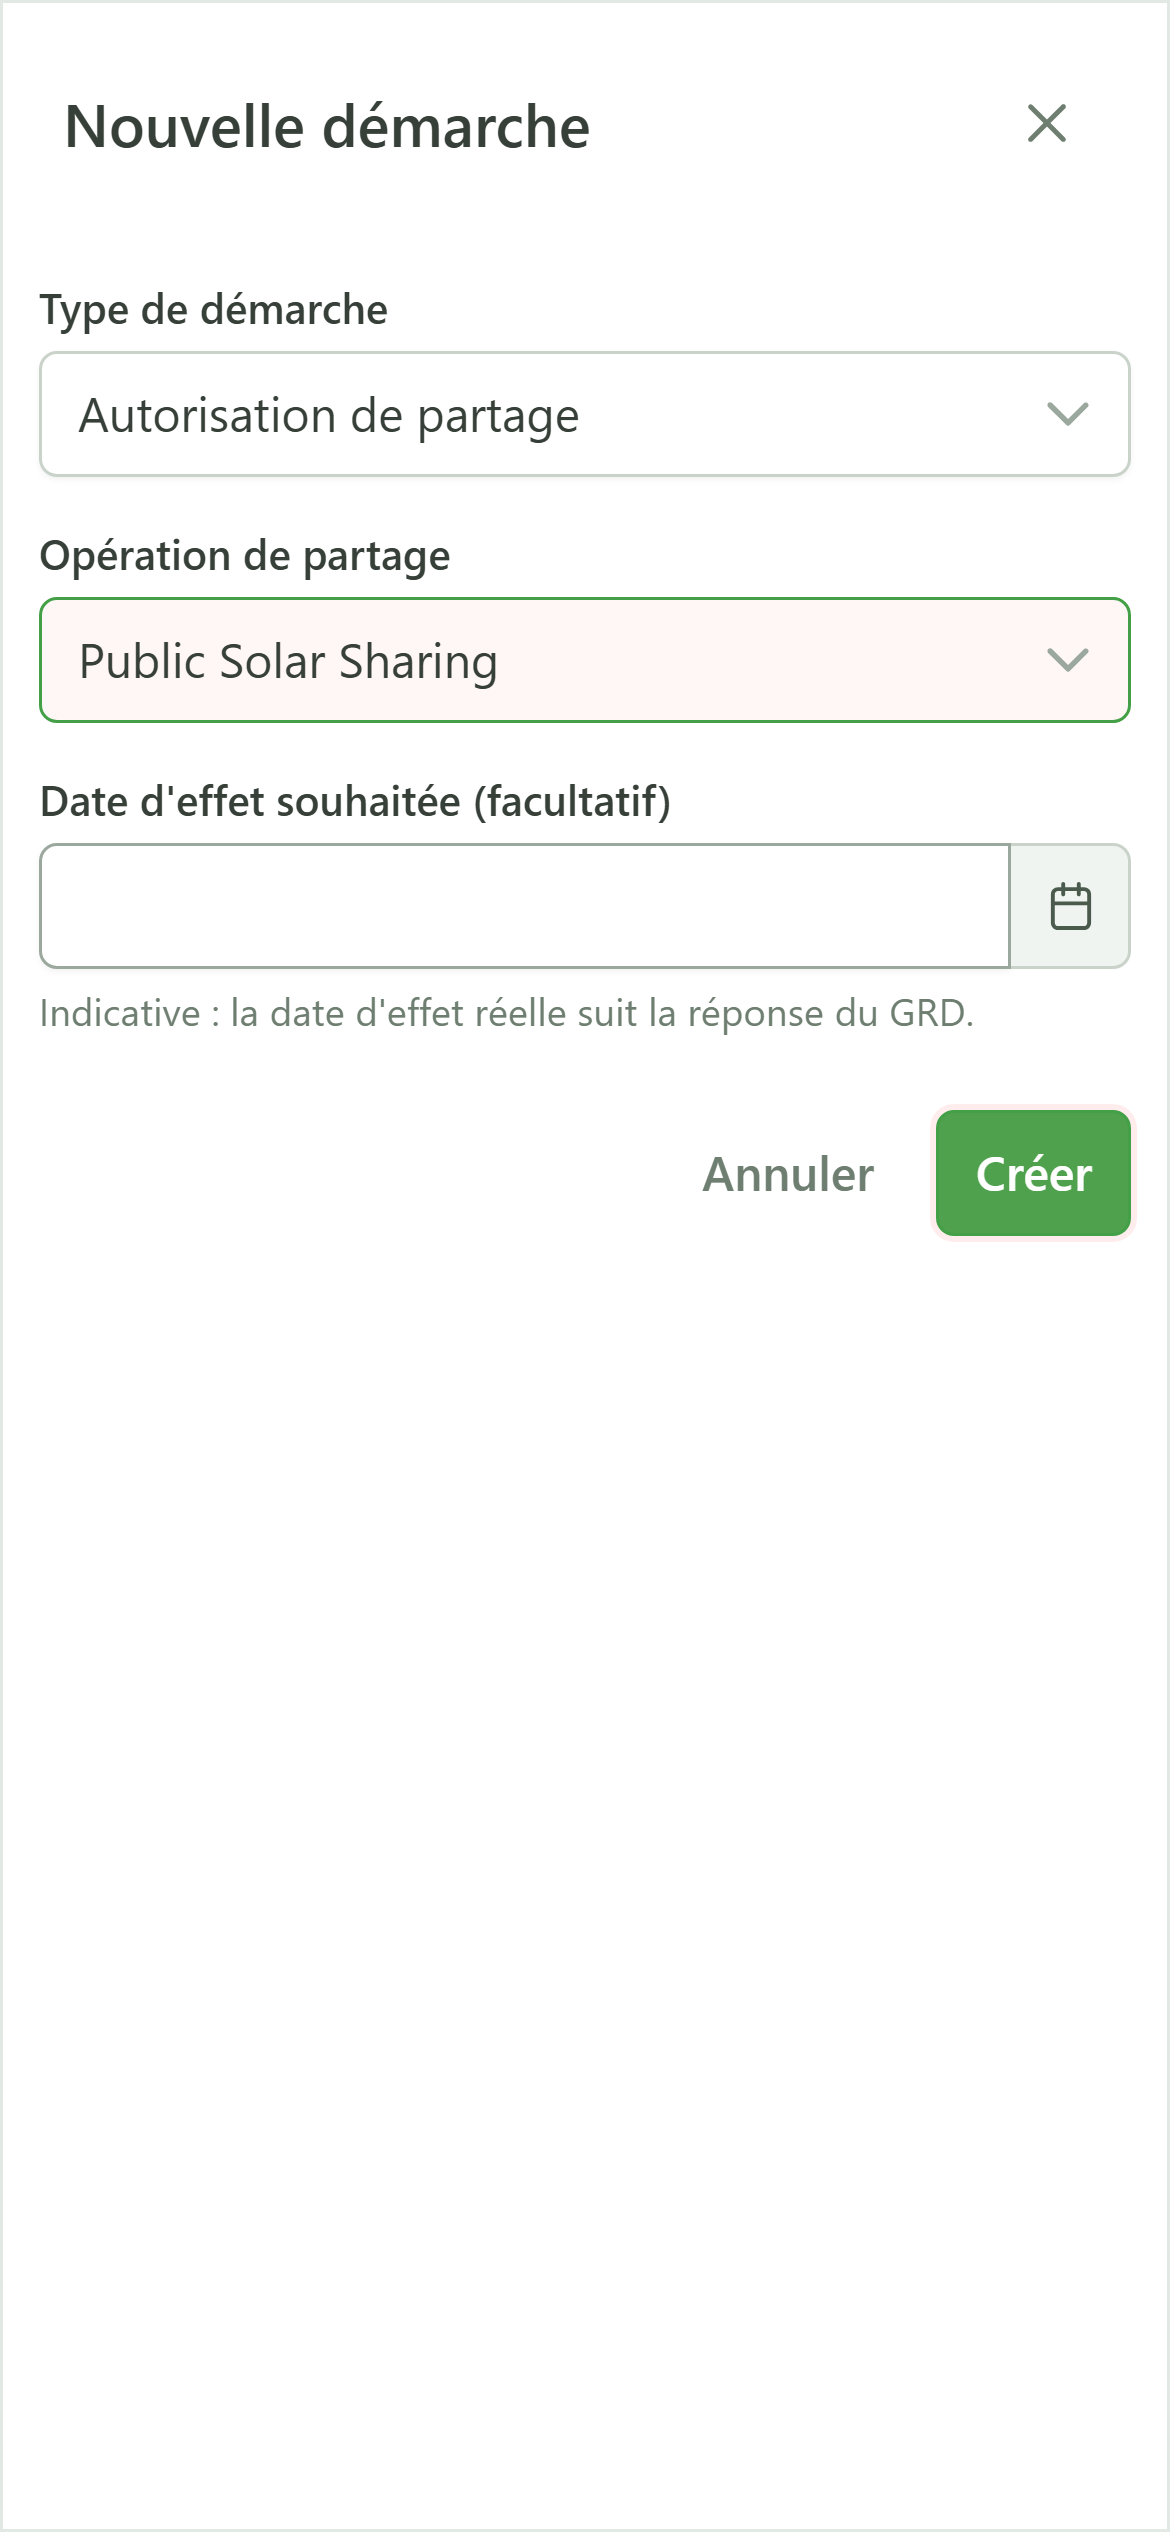 Nouvelle démarche
Type de démarche
Autorisation de partage
Opération de partage
Public Solar Sharing
Date d'effet souhaitée (facultatif)
Indicative : la date d'effet réelle suit la réponse du GRD.
Annuler
Créer